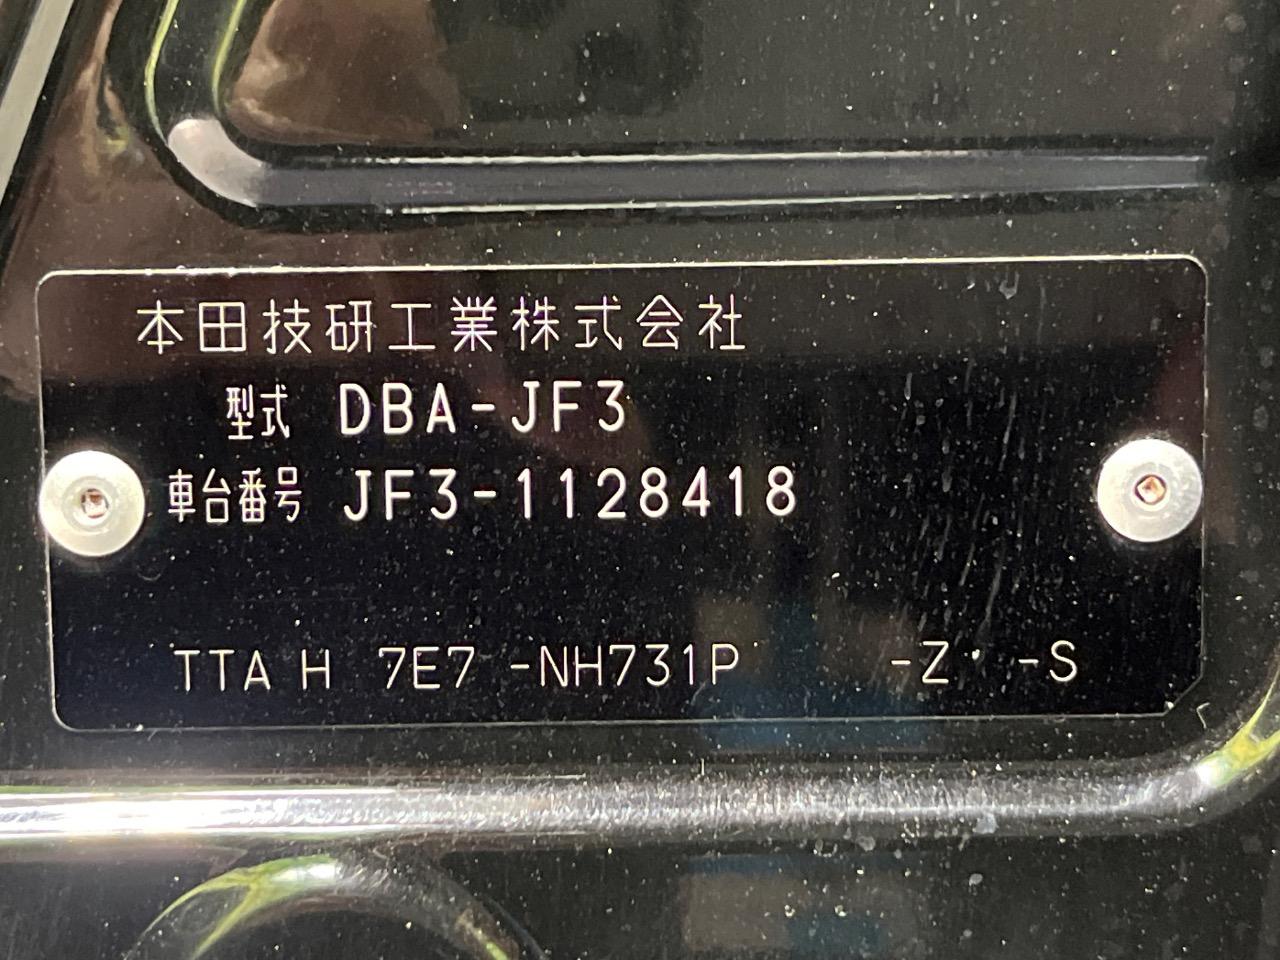 本田技研工業株式会社
型式 DBA-JF3
車台番号 JF3-1128418
TTA H 7E7 -NH731P -Z -S